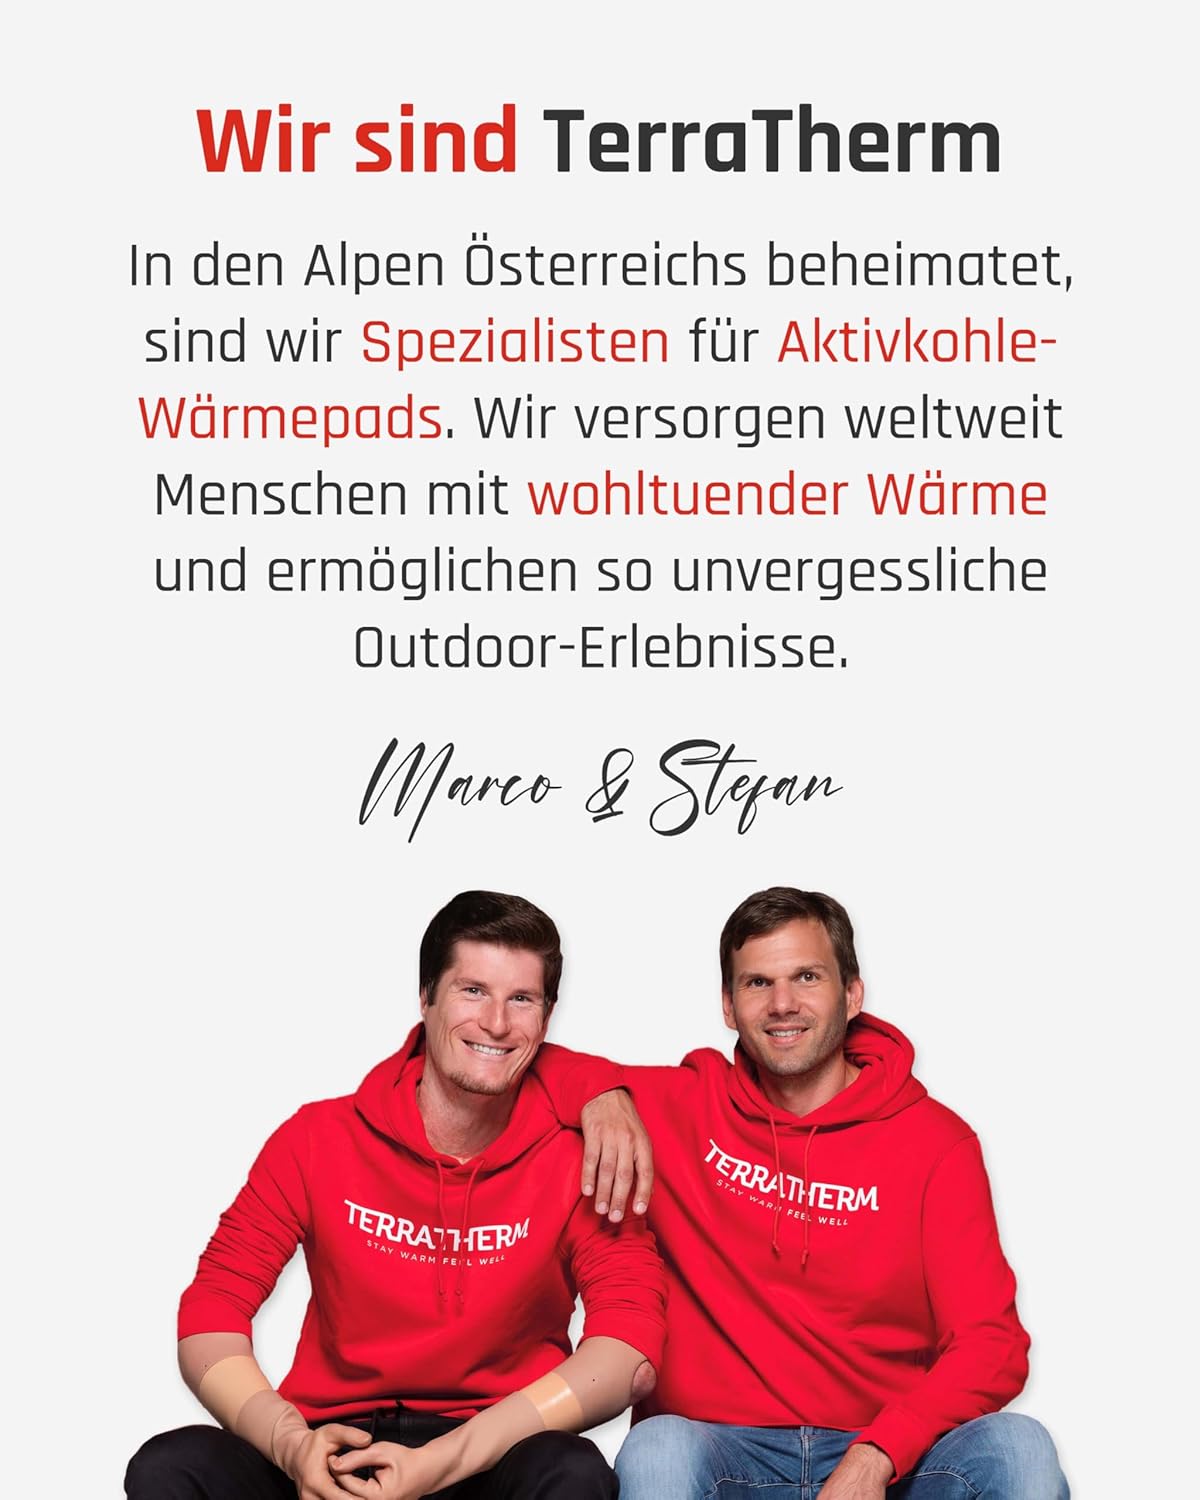 Wir sind TerraTherm
In den Alpen Österreichs beheimatet,
sind wir Spezialisten für Aktivkohle-
Wärmepads. Wir versorgen weltweit
Menschen mit wohltuender Wärme
und ermöglichen so unvergessliche
Outdoor-Erlebnisse.
Marco & Stefan
TERRATHERM
STAY WARM FEEL WELL
TERRATHERM
STAY WARM FEEL WELL